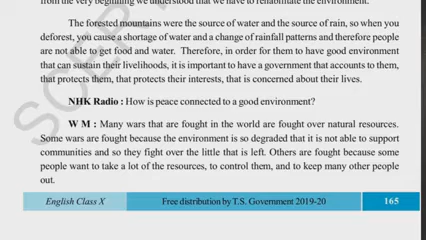 from the very beginning we understood that we have to rehabilitate the environment.
The forested mountains were the source of water and the source of rain, so when you
deforest, you cause a shortage of water and a change of rainfall patterns and therefore people
are not able to get food and water. Therefore, in order for them to have good environment
that can sustain their livelihoods, it is important to have a government that accounts to them,
that protects them, that protects their interests, that is concerned about their lives.
NHK Radio : How is peace connected to a good environment?
W M : Many wars that are fought in the world are fought over natural resources.
Some wars are fought because the environment is so degraded that it is not able to support
communities and so they fight over the little that is left. Others are fought because some
people want to take a lot of the resources, to control them, and to keep many other people
out.
English Class X Free distribution by T.S. Government 2019-20 165
SCERT